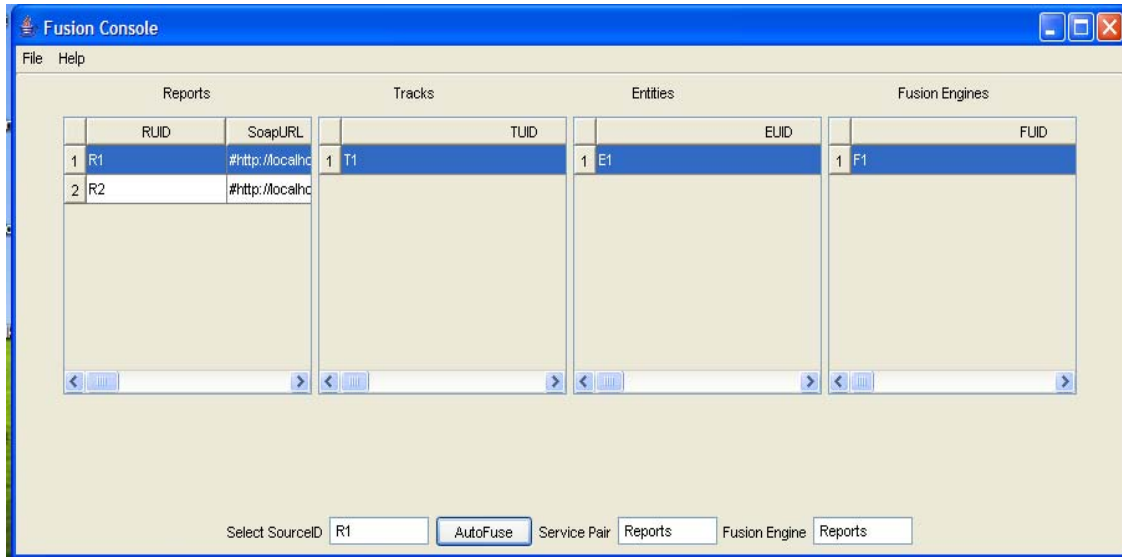 Fusion Console
File Help
Reports Tracks Entities Fusion Engines
RUID SoapURL TUID EUID FUID
1 R1 #http://localhc 1 T1 1 E1 1 F1
2 R2 #http://localhc
Select SourceID R1 AutoFuse Service Pair Reports Fusion Engine Reports